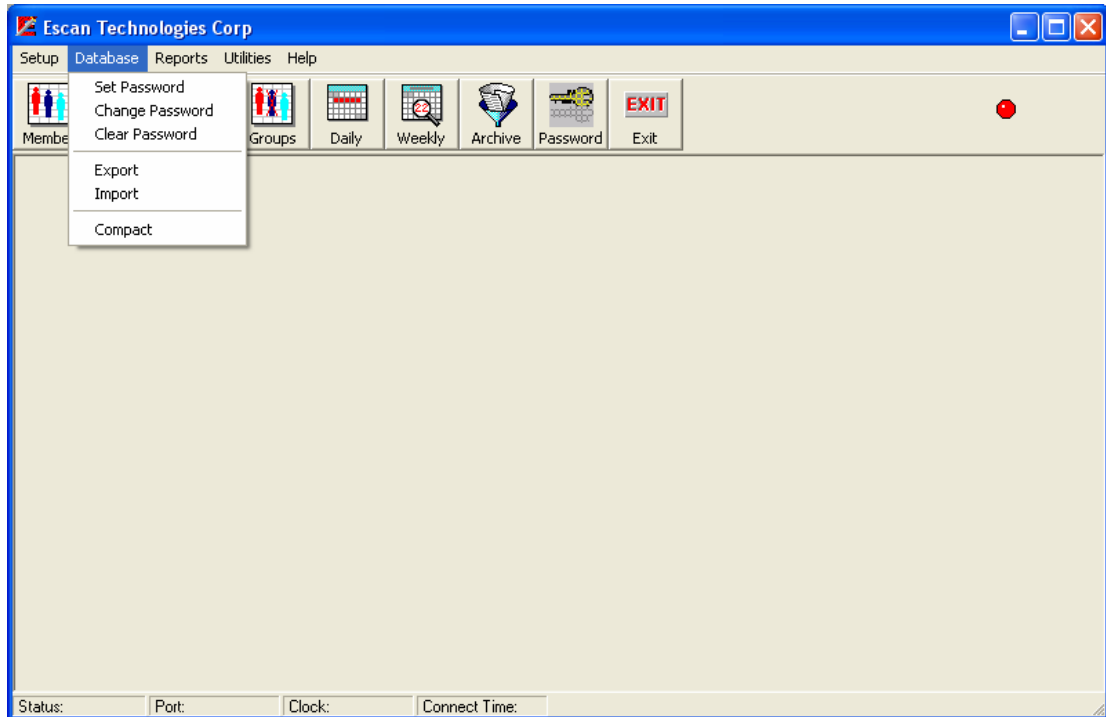 Escan Technologies Corp
Setup Database Reports Utilities Help
Set Password
Change Password
Clear Password
Export
Import
Compact
Groups Daily Weekly Archive Password Exit
22
EXIT
Status: Port: Clock: Connect Time: